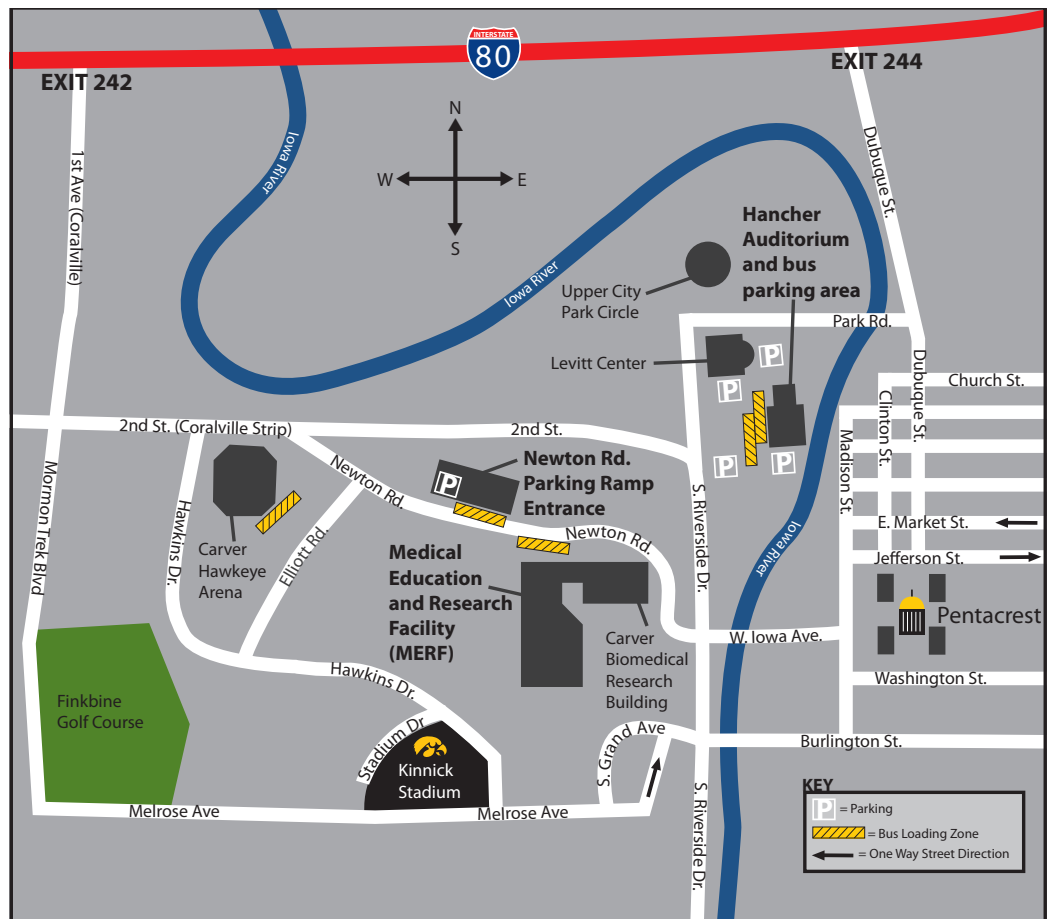 INTERSTATE
80
EXIT 242
EXIT 244
N
W
E
S
Iowa River
1st Ave (Coralville)
Dubuque St.
Iowa River
Hancher
Auditorium
and bus
parking area
Upper City
Park Circle
Park Rd.
Levitt Center
P
P
P
P
Dubuque St.
Church St.
Clinton St.
Madison St.
2nd St. (Coralville Strip)
2nd St.
Newton Rd.
P
Newton Rd.
Parking Ramp
Entrance
Mormon Trek Blvd
Hawkins Dr.
Elliott Rd.
Carver
Hawkeye
Arena
Newton Rd.
S. Riverside Dr.
Iowa River
E. Market St.
Jefferson St.
Medical
Education
and Research
Facility
(MERF)
Carver
Biomedical
Research
Building
W. Iowa Ave.
Pentacrest
Washington St.
Hawkins Dr.
Finkbine
Golf Course
Stadium Dr
Kinnick
Stadium
S. Grand Ave
Burlington St.
Melrose Ave
Melrose Ave
S. Riverside Dr.
KEY
P = Parking
= Bus Loading Zone
= One Way Street Direction